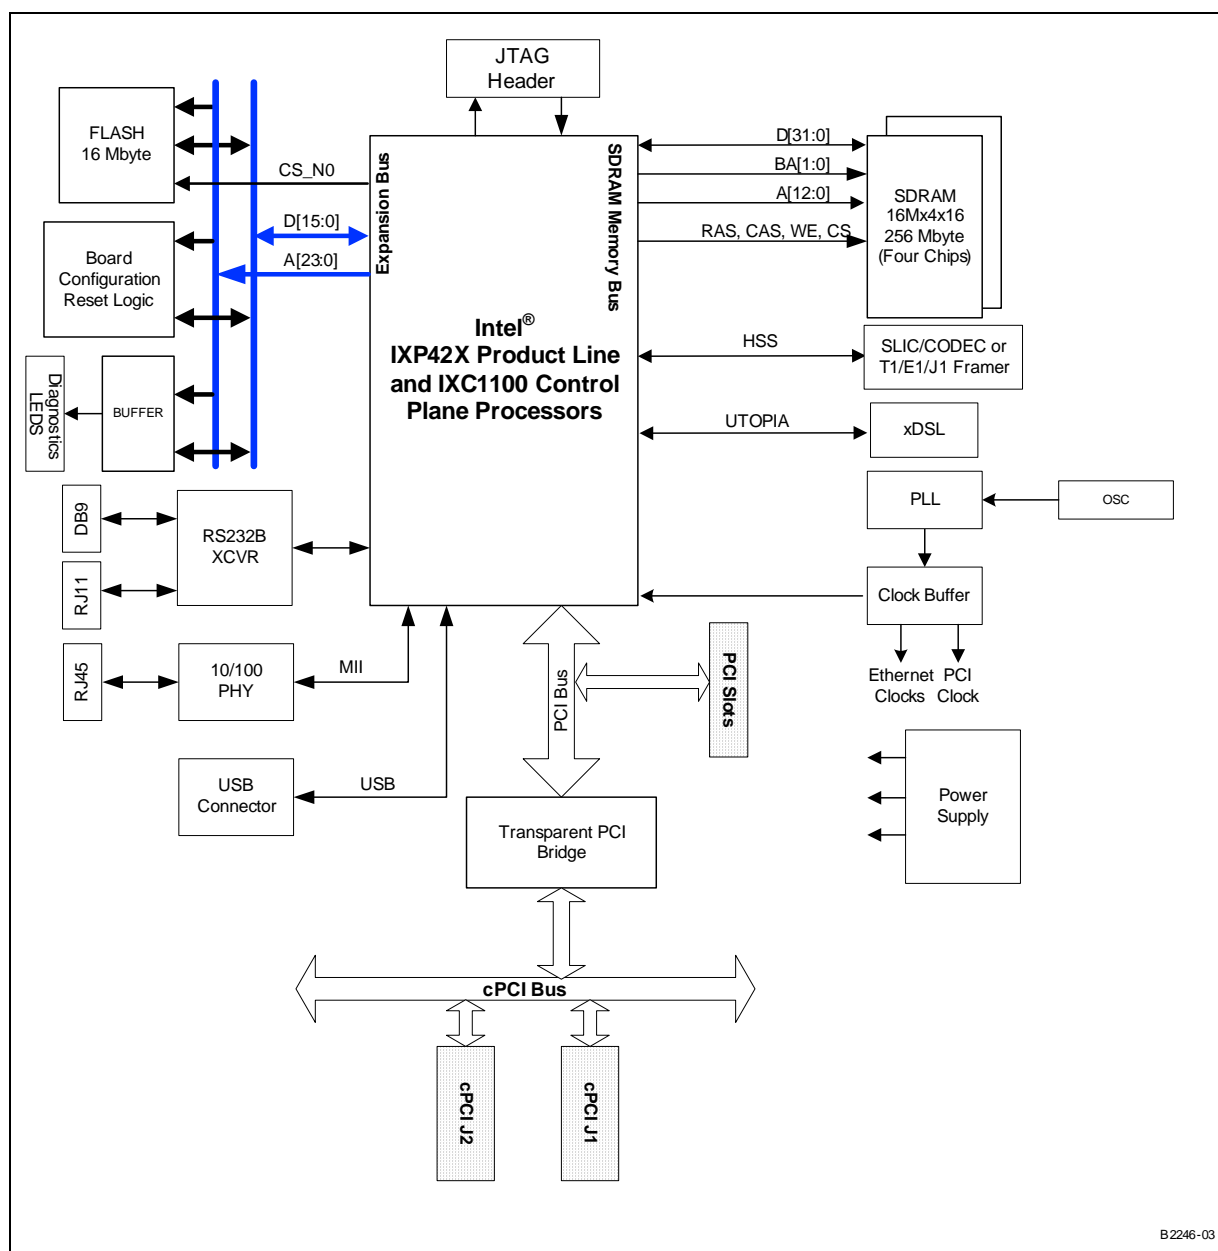 JTAG
Header
FLASH
16 Mbyte
CS_N0
D[15:0]
A[23:0]
Expansion Bus
SDRAM Memory Bus
D[31:0]
BA[1:0]
A[12:0]
RAS, CAS, WE, CS
SDRAM
16Mx4x16
256 Mbyte
(Four Chips)
Board
Configuration
Reset Logic
Intel®
IXP42X Product Line
and IXC1100 Control
Plane Processors
HSS
SLIC/CODEC or
T1/E1/J1 Framer
Diagnostics
LEDS
BUFFER
UTOPIA
xDSL
PLL
OSC
DB9
RJ11
RS232B
XCVR
Clock Buffer
Ethernet
Clocks
PCI
Clock
RJ45
10/100
PHY
MII
PCI Bus
PCI Slots
USB
Connector
USB
Power
Supply
Transparent PCI
Bridge
cPCI Bus
cPCI J2
cPCI J1
B2246-03